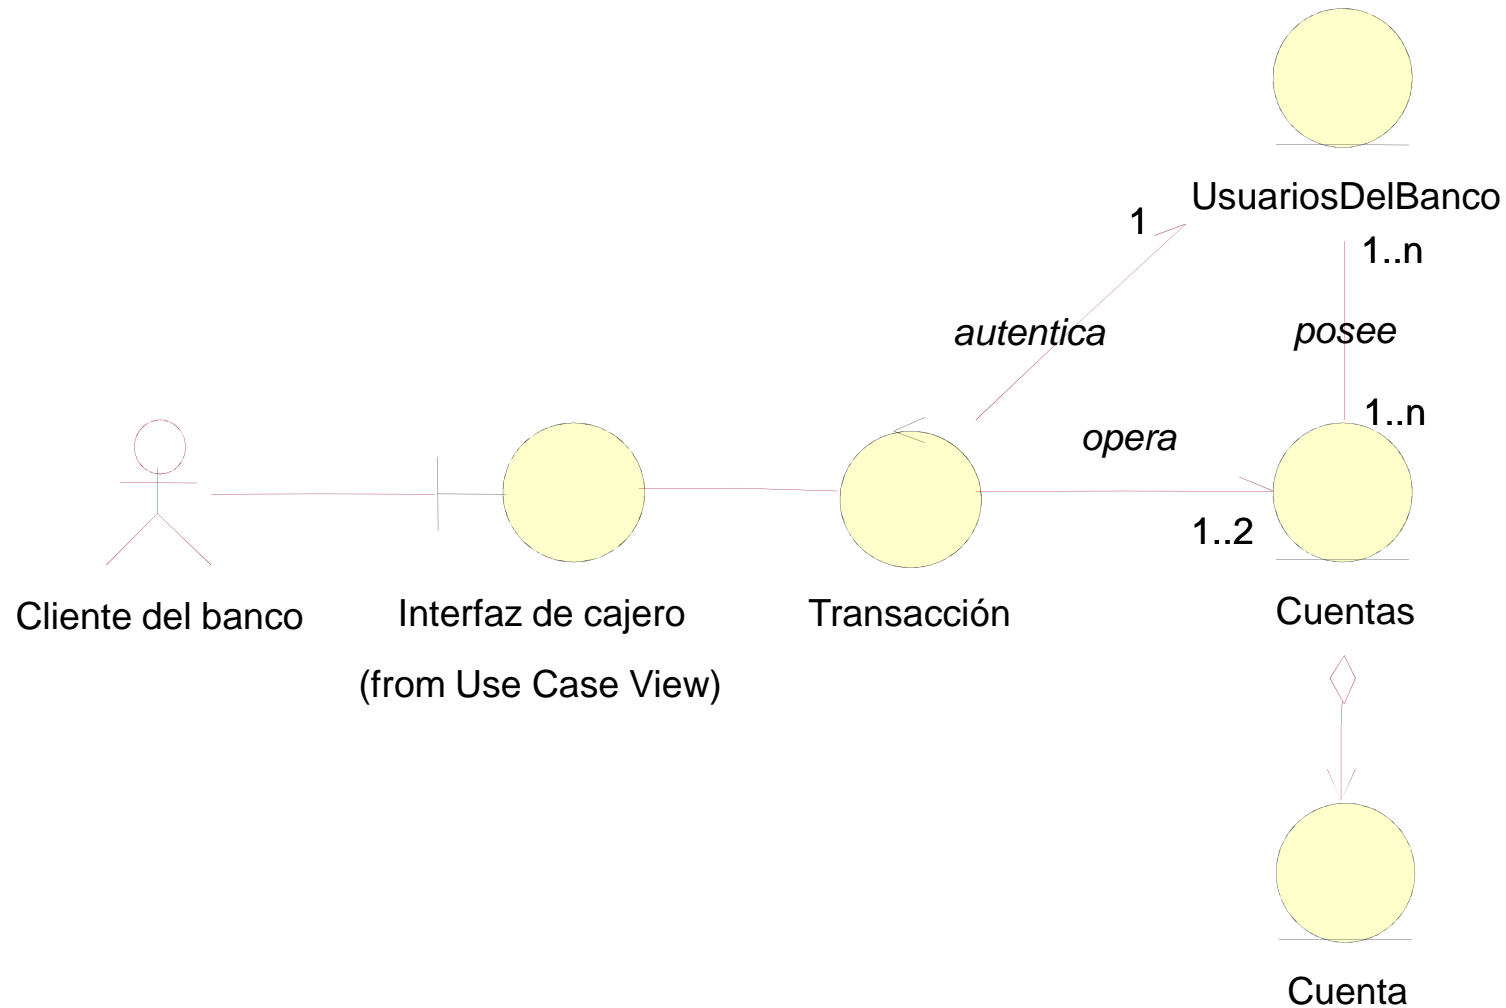 UsuariosDelBanco
1
1..n
autentica
posee
1..n
opera
1..2
Cliente del banco
Interfaz de cajero
(from Use Case View)
Transacción
Cuentas
Cuenta